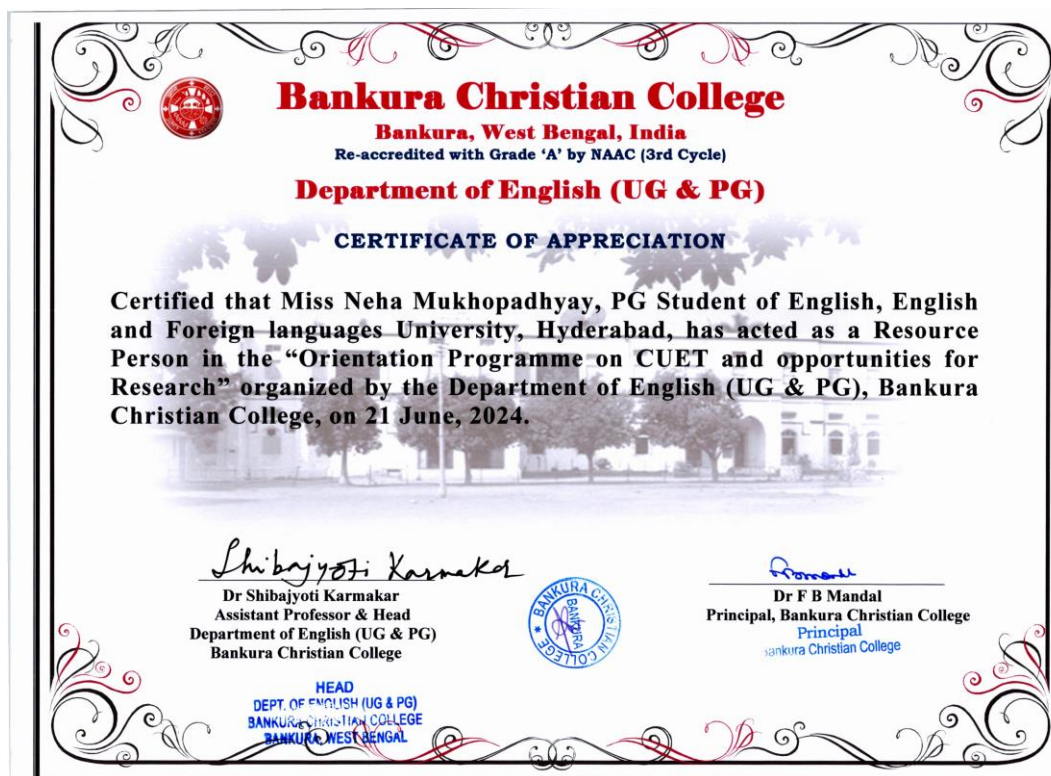 Bankura Christian College
Bankura, West Bengal, India
Re-accredited with Grade ‘A’ by NAAC (3rd Cycle)
Department of English (UG & PG)
CERTIFICATE OF APPRECIATION
Certified that Miss Neha Mukhopadhyay, PG Student of English, English
and Foreign languages University, Hyderabad, has acted as a Resource
Person in the “Orientation Programme on CUET and opportunities for
Research” organized by the Department of English (UG & PG), Bankura
Christian College, on 21 June, 2024.
Shibajyoti Karmakar
Dr Shibajyoti Karmakar
Assistant Professor & Head
Department of English (UG & PG)
Bankura Christian College
HEAD
DEPT. OF ENGLISH (UG & PG)
BANKURA CHRISTIAN COLLEGE
BANKURA, WEST BENGAL
BANKURA CHRISTIAN COLLEGE ★
BANKURA
Dr F B Mandal
Principal, Bankura Christian College
Principal
Bankura Christian College